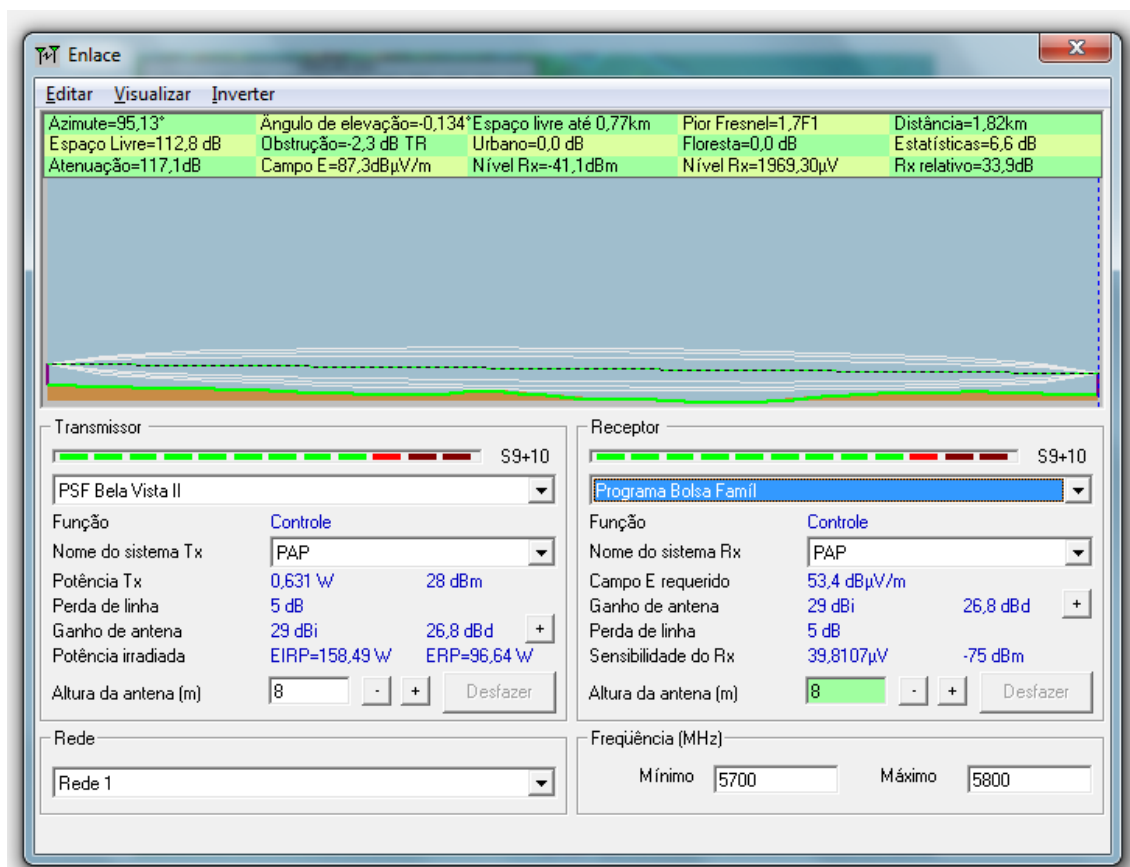 Enlace
Editar Visualizar Inverter
Azimute=95,13° Ângulo de elevação=-0,134° Espaço livre até 0,77km Pior Fresnel=1,7F1 Distância=1,82km
Espaço Livre=112,8 dB Obstrução=-2,3 dB TR Urbano=0,0 dB Floresta=0,0 dB Estatísticas=6,6 dB
Atenuação=117,1dB Campo E=87,3dBµV/m Nível Rx=-41,1dBm Nível Rx=1969,30µV Rx relativo=33,9dB
Transmissor
S9+10
PSF Bela Vista II
Função Controle
Nome do sistema Tx PAP
Potência Tx 0,631 W 28 dBm
Perda de linha 5 dB
Ganho de antena 29 dBi 26,8 dBd +
Potência irradiada EIRP=158,49 W ERP=96,64 W
Altura da antena (m) 8 - + Desfazer
Rede
Rede 1
Receptor
S9+10
Programa Bolsa Famíl
Função Controle
Nome do sistema Rx PAP
Campo E requerido 53,4 dBµV/m
Ganho de antena 29 dBi 26,8 dBd +
Perda de linha 5 dB
Sensibilidade do Rx 39,8107µV -75 dBm
Altura da antena (m) 8 - + Desfazer
Freqüência (MHz)
Mínimo 5700 Máximo 5800